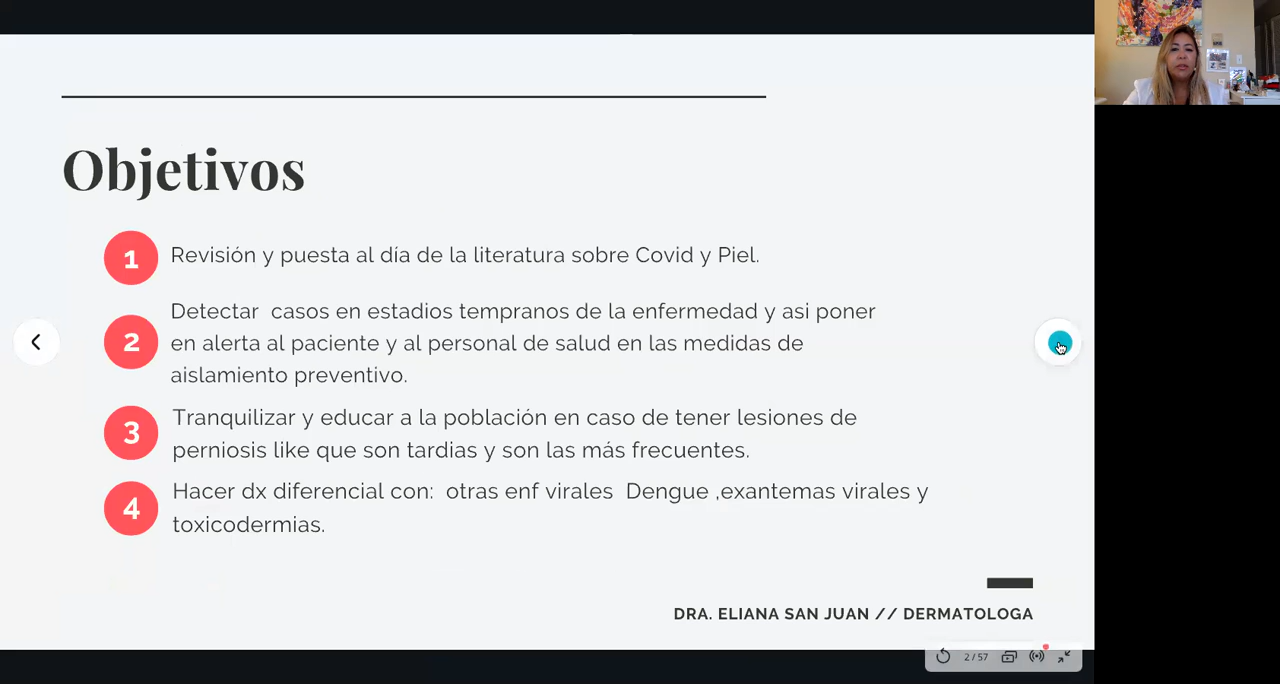 Objetivos
1
Revisión y puesta al día de la literatura sobre Covid y Piel.
2
Detectar casos en estadios tempranos de la enfermedad y asi poner
en alerta al paciente y al personal de salud en las medidas de
aislamiento preventivo.
3
Tranquilizar y educar a la población en caso de tener lesiones de
perniosis like que son tardias y son las más frecuentes.
4
Hacer dx diferencial con: otras enf virales Dengue ,exantemas virales y
toxicodermias.
DRA. ELIANA SAN JUAN // DERMATOLOGA
2 / 57